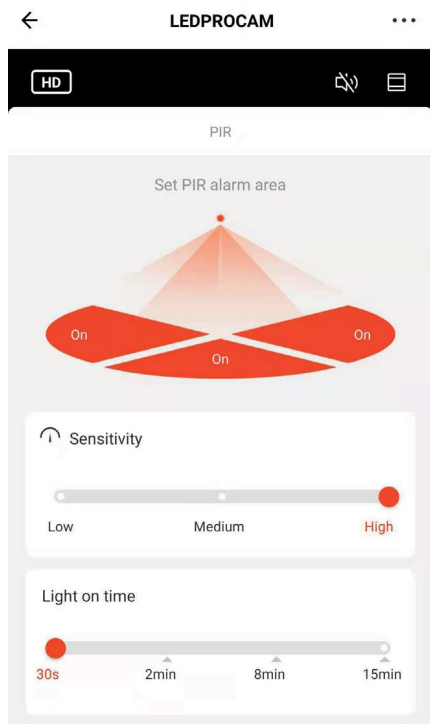 LEDPROCAM
HD
PIR
Set PIR alarm area
On On
On
Sensitivity
Low Medium High
Light on time
30s 2min 8min 15min